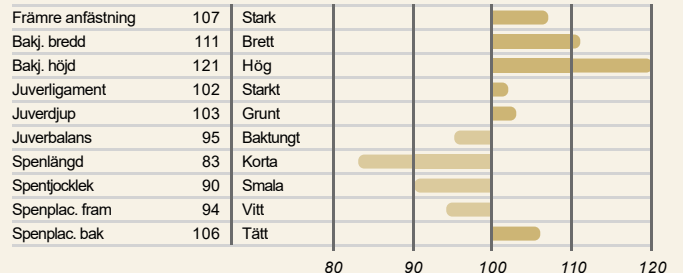 Främre anfästning 107 Stark
Bakj. bredd 111 Brett
Bakj. höjd 121 Hög
Juverligament 102 Starkt
Juverdjup 103 Grunt
Juverbalans 95 Baktungt
Spenlängd 83 Korta
Spentjocklek 90 Smala
Spenplac. fram 94 Vitt
Spenplac. bak 106 Tätt
80 90 100 110 120